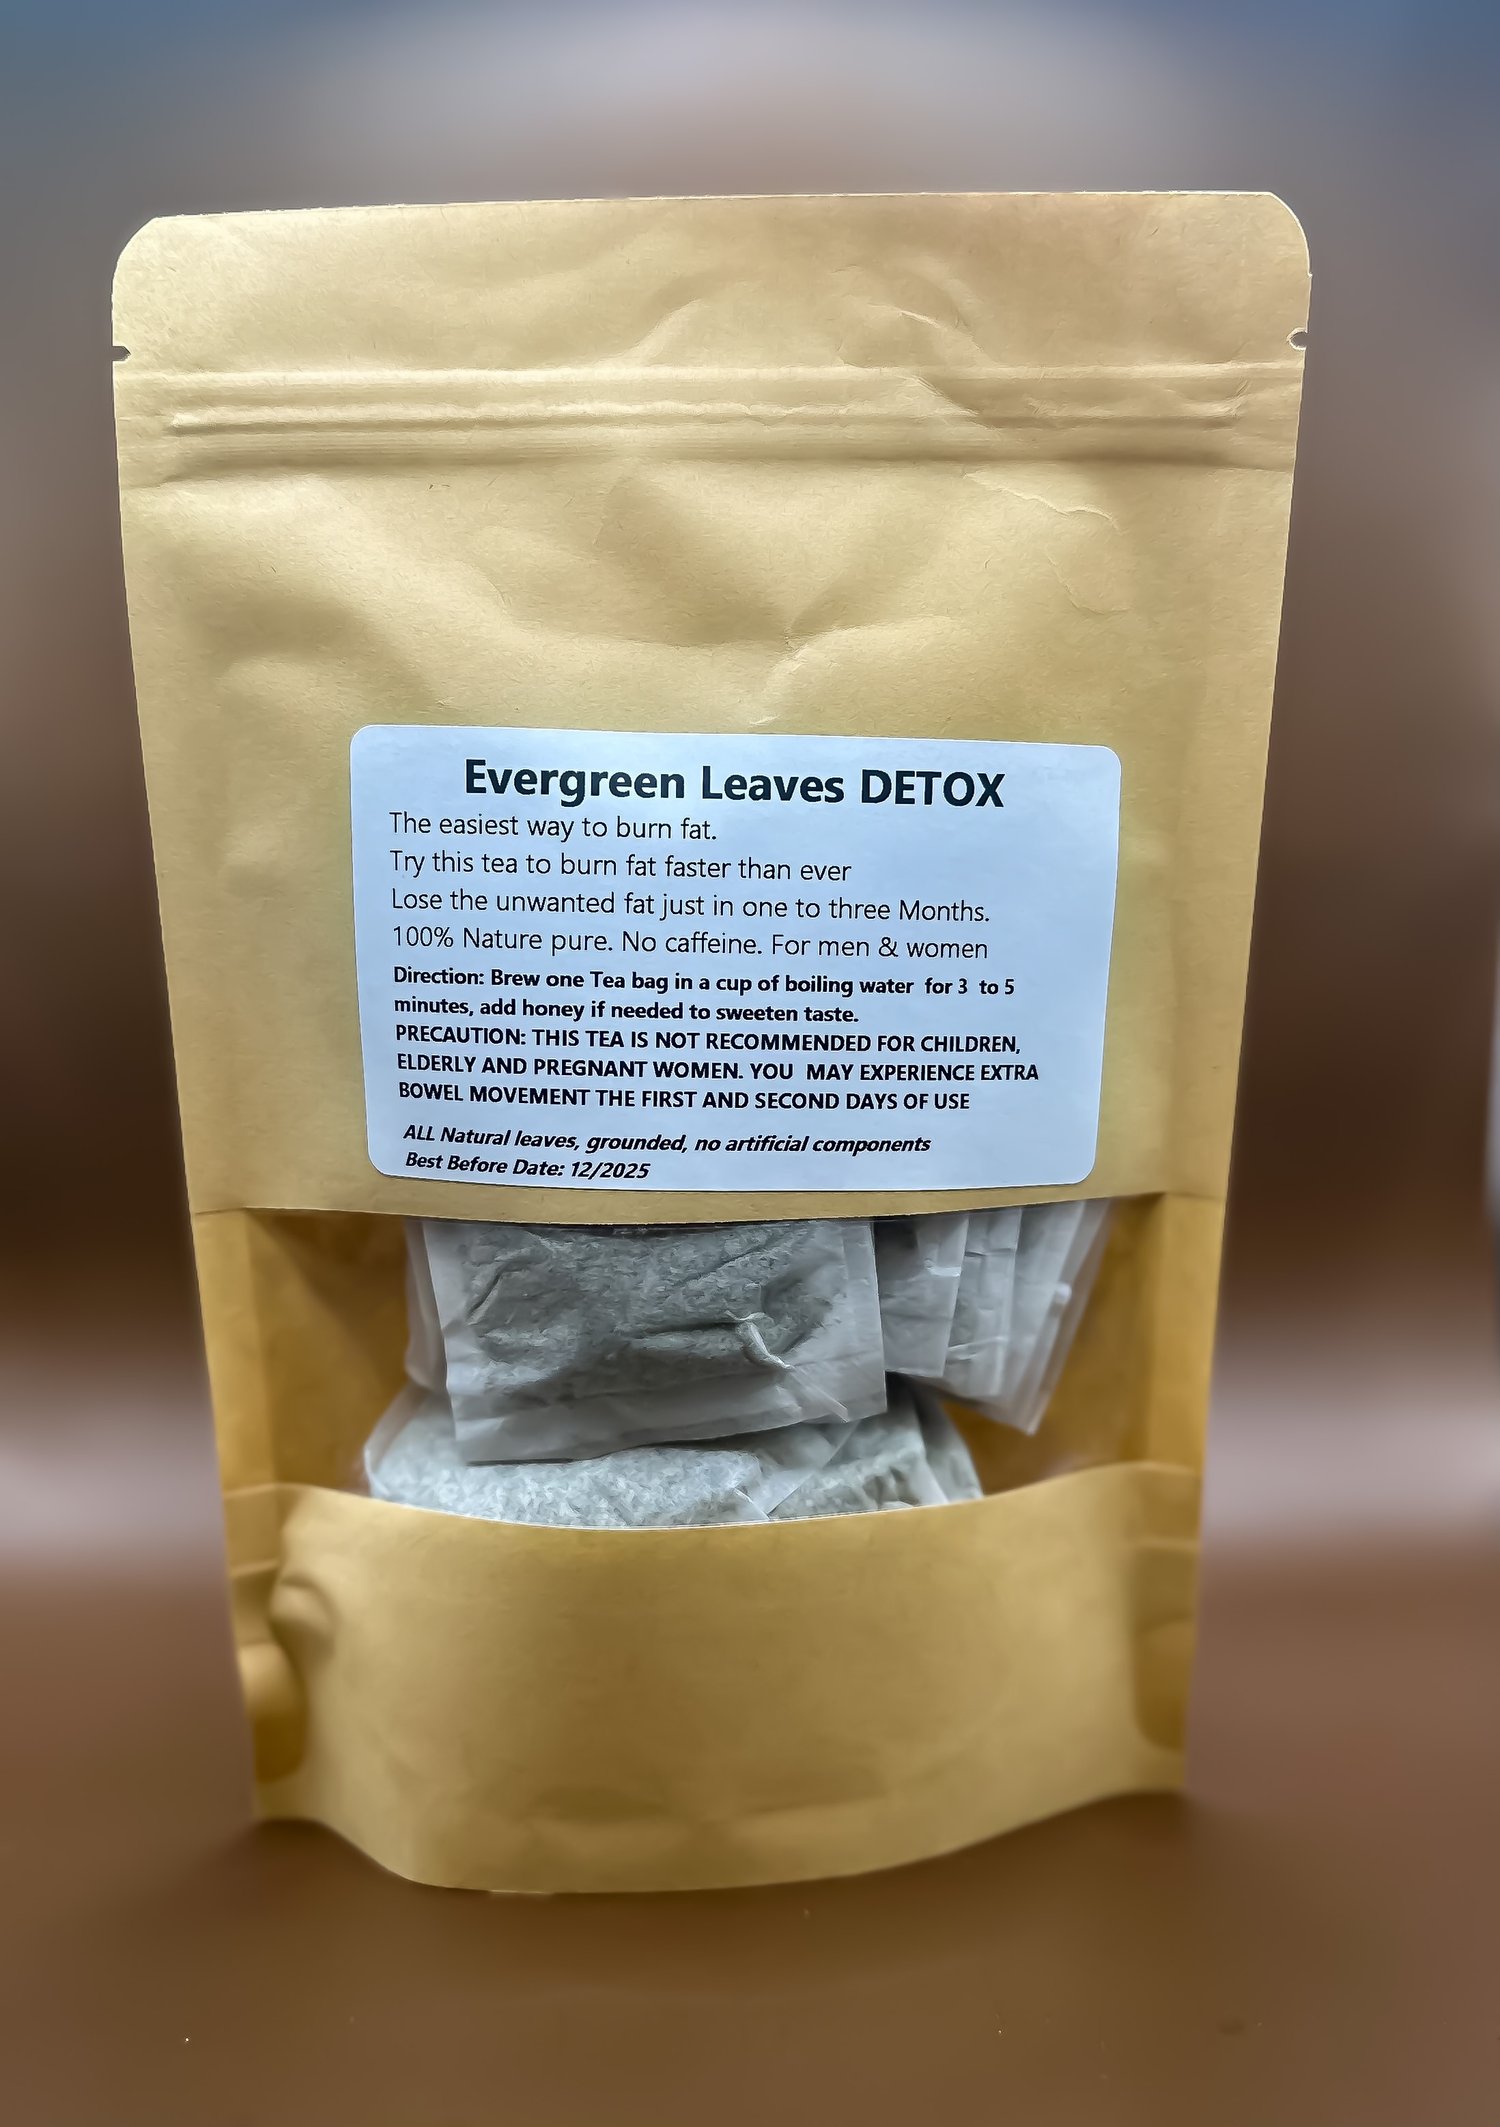 Evergreen Leaves DETOX
The easiest way to burn fat.
Try this tea to burn fat faster than ever
Lose the unwanted fat just in one to three Months.
100% Nature pure. No caffeine. For men & women
Direction: Brew one Tea bag in a cup of boiling water for 3 to 5
minutes, add honey if needed to sweeten taste.
PRECAUTION: THIS TEA IS NOT RECOMMENDED FOR CHILDREN,
ELDERLY AND PREGNANT WOMEN. YOU MAY EXPERIENCE EXTRA
BOWEL MOVEMENT THE FIRST AND SECOND DAYS OF USE
ALL Natural leaves, grounded, no artificial components
Best Before Date: 12/2025